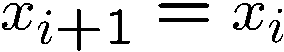 x_{i+1} = x_i